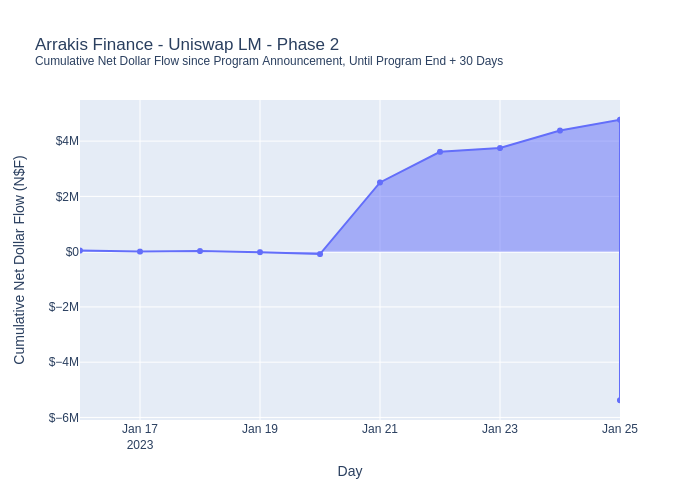 Arrakis Finance - Uniswap LM - Phase 2
Cumulative Net Dollar Flow since Program Announcement, Until Program End + 30 Days
Cumulative Net Dollar Flow (N$F)
$4M
$2M
$0
$−2M
$−4M
$−6M
Jan 17
2023
Jan 19
Jan 21
Jan 23
Jan 25
Day